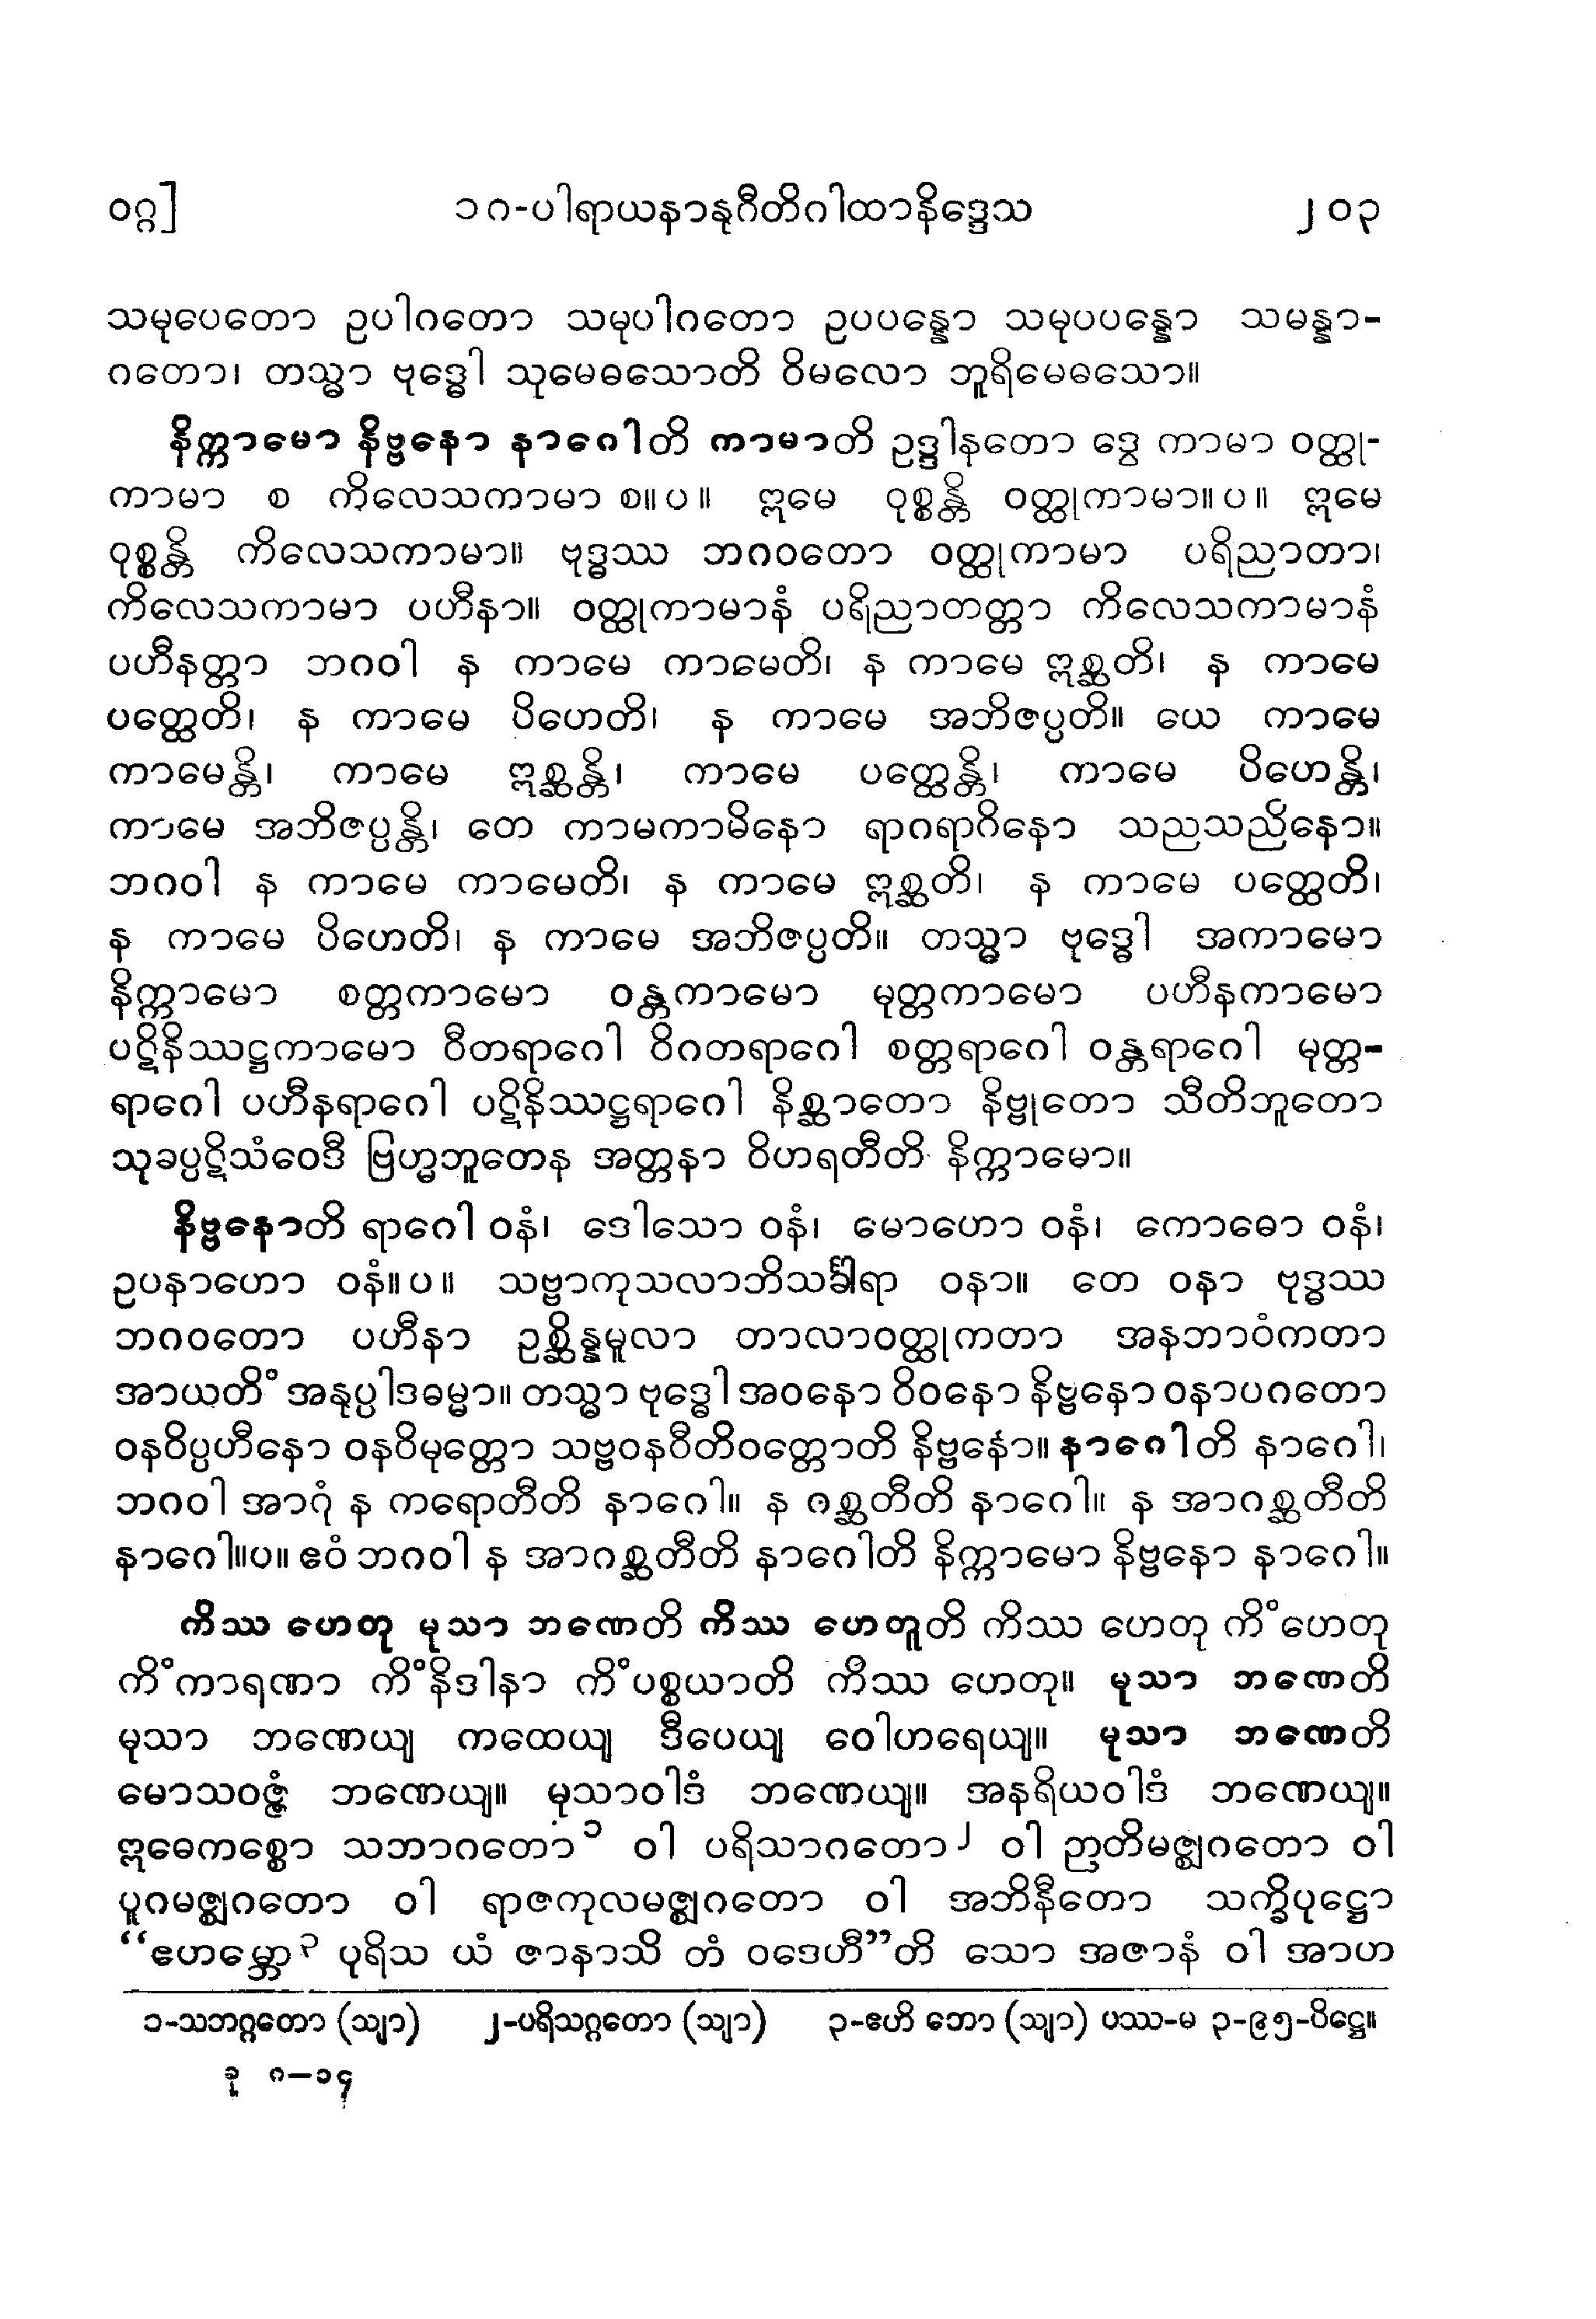 ဝဂ္ဂ] ၁၈-ပါရာယနာနုဂီတိဂါထာနိဒ္ဒေသ ၂၀၃
သမုပေတော ဥပါဂတော သမုပါဂတော ဥပပန္နော သမုပပန္နော သမန္နာ-
ဂတော၊ တသ္မာ ဗုဒ္ဓေါ သုမေဓသောတိ ဝိမလော ဘူရိမေဓသော။
နိက္ကာမော နိဗ္ဗနော နာဂေါတိ ကာမာတိ ဥဒ္ဒါနတော ဒွေ ကာမာ ဝတ္ထု-
ကာမာ စ ကိလေသကာမာ စ။ပ။ ဣမေ ဝုစ္စန္တိ ဝတ္ထုကာမာ။ပ။ ဣမေ
ဝုစ္စန္တိ ကိလေသကာမာ။ ဗုဒ္ဓဿ ဘဂဝတော ဝတ္ထုကာမာ ပရိညာတာ၊
ကိလေသကာမာ ပဟီနာ။ ဝတ္ထုကာမာနံ ပရိညာတတ္တာ ကိလေသကာမာနံ
ပဟီနတ္တာ ဘဂဝါ န ကာမေ ကာမေတိ၊ န ကာမေ ဣစ္ဆတိ၊ န ကာမေ
ပတ္ထေတိ၊ န ကာမေ ပိဟေတိ၊ န ကာမေ အဘိဇပ္ပတိ။ ယေ ကာမေ
ကာမေန္တိ၊ ကာမေ ဣစ္ဆန္တိ၊ ကာမေ ပတ္ထေန္တိ၊ ကာမေ ပိဟေန္တိ၊
ကာမေ အဘိဇပ္ပန္တိ၊ တေ ကာမကာမိနော ရာဂရာဂိနော သညသညိနော။
ဘဂဝါ န ကာမေ ကာမေတိ၊ န ကာမေ ဣစ္ဆတိ၊ န ကာမေ ပတ္ထေတိ၊
န ကာမေ ပိဟေတိ၊ န ကာမေ အဘိဇပ္ပတိ။ တသ္မာ ဗုဒ္ဓေါ အကာမော
နိက္ကာမော စတ္တကာမော ဝန္တကာမော မုတ္တကာမော ပဟီနကာမော
ပဋိနိဿဋ္ဌကာမော ဝီတရာဂေါ ဝိဂတရာဂေါ စတ္တရာဂေါ ဝန္တရာဂေါ မုတ္တ-
ရာဂေါ ပဟီနရာဂေါ ပဋိနိဿဋ္ဌရာဂေါ နိစ္ဆာတော နိဗ္ဗုတော သီတိဘူတော
သုခပ္ပဋိသံဝေဒီ ဗြဟ္မဘူတေန အတ္တနာ ဝိဟရတီတိ နိက္ကာမော။
နိဗ္ဗနောတိ ရာဂေါ ဝနံ၊ ဒေါသော ဝနံ၊ မောဟော ဝနံ၊ ကောဓော ဝနံ၊
ဥပနာဟော ဝနံ။ပ။ သဗ္ဗာကုသလာဘိသင်္ခါရာ ဝနာ။ တေ ဝနာ ဗုဒ္ဓဿ
ဘဂဝတော ပဟီနာ ဥစ္ဆိန္နမူလာ တာလာဝတ္ထုကတာ အနဘာဝံကတာ
အာယတိံ အနုပ္ပါဒဓမ္မာ။ တသ္မာ ဗုဒ္ဓေါ အဝနော ဝိဝနော နိဗ္ဗနော ဝနာပဂတော
ဝနဝိပ္ပဟီနော ဝနဝိမုတ္တော သဗ္ဗဝနဝီတိဝတ္တောတိ နိဗ္ဗနော။ နာဂေါတိ နာဂေါ၊
ဘဂဝါ အာဂုံ န ကရောတီတိ နာဂေါ။ န ဂစ္ဆတီတိ နာဂေါ။ န အာဂစ္ဆတီတိ
နာဂေါ။ပ။ ဧဝံ ဘဂဝါ န အာဂစ္ဆတီတိ နာဂေါတိ နိက္ကာမော နိဗ္ဗနော နာဂေါ။
ကိဿ ဟေတု မုသာ ဘဏေတိ ကိဿ ဟေတူတိ ကိဿ ဟေတု ကိံဟေတု
ကိံကာရဏာ ကိံနိဒါနာ ကိံပစ္စယာတိ ကိဿ ဟေတု။ မုသာ ဘဏေတိ
မုသာ ဘဏေယျ ကထေယျ ဒီပေယျ ဝေါဟရေယျ။ မုသာ ဘဏေတိ
မောသဝဇ္ဇံ ဘဏေယျ။ မုသာဝါဒံ ဘဏေယျ။ အနရိယဝါဒံ ဘဏေယျ။
ဣဓေကစ္စော သဘာဂတော၁ ဝါ ပရိသာဂတော၂ ဝါ ဉာတိမဇ္ဈဂတော ဝါ
ပူဂမဇ္ဈဂတော ဝါ ရာဇကုလမဇ္ဈဂတော ဝါ အဘိနီတော သက္ခိပုဋ္ဌော
“ဧဟမ္ဘော၃ ပုရိသ ယံ ဇာနာသိ တံ ဝဒေဟီ”တိ သော အဇာနံ ဝါ အာဟ
၁-သဘဂ္ဂတော (သျာ) ၂-ပရိသဂ္ဂတော (သျာ) ၃-ဧဟိ ဘော (သျာ) ပဿ-မ ၃-၉၅-ပိဋ္ဌေ။
ခု ၈—၁၄